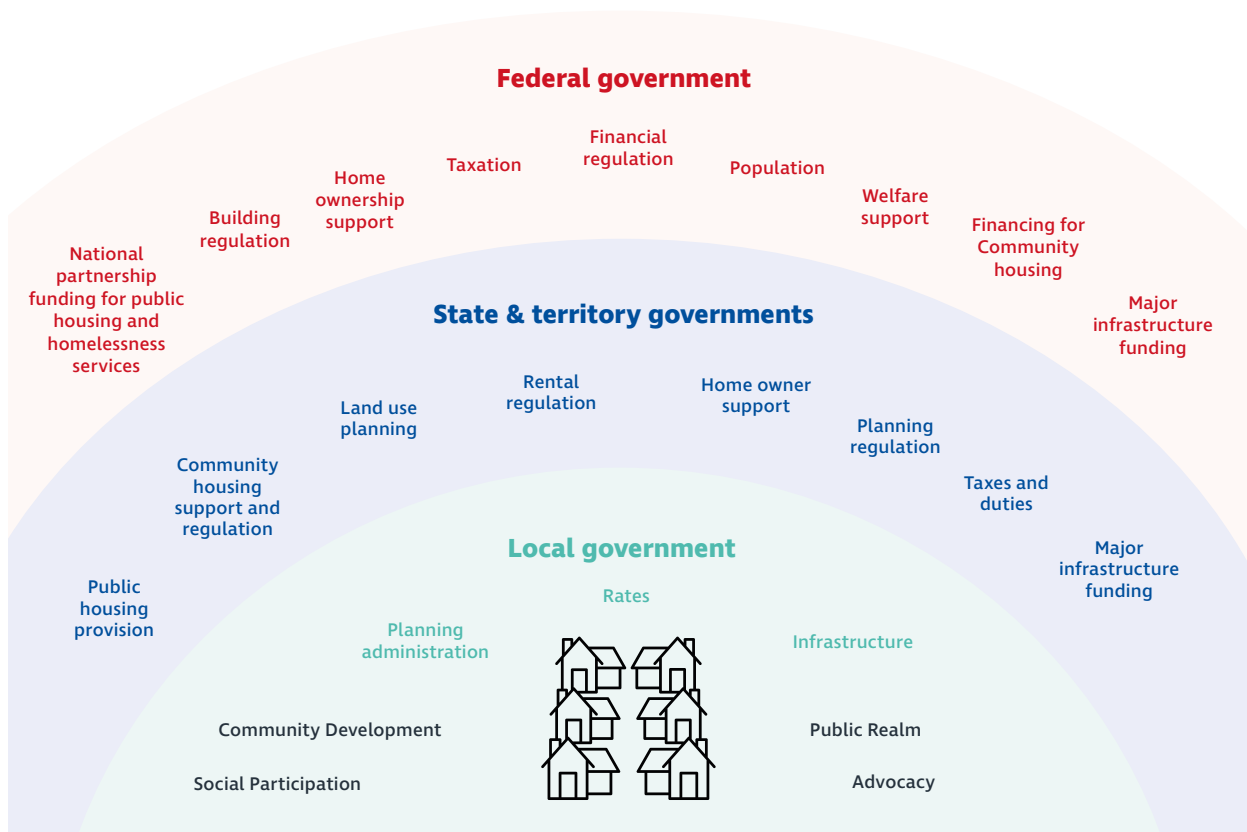 Federal government
National
partnership
funding for public
housing and
homelessness
services
Building
regulation
Home
ownership
support
Taxation
Financial
regulation
Population
Welfare
support
Financing for
Community
housing
Major
infrastructure
funding
State & territory governments
Public
housing
provision
Community
housing
support and
regulation
Land use
planning
Rental
regulation
Home owner
support
Planning
regulation
Taxes and
duties
Major
infrastructure
funding
Local government
Rates
Planning
administration
Infrastructure
Community Development
Public Realm
Social Participation
Advocacy